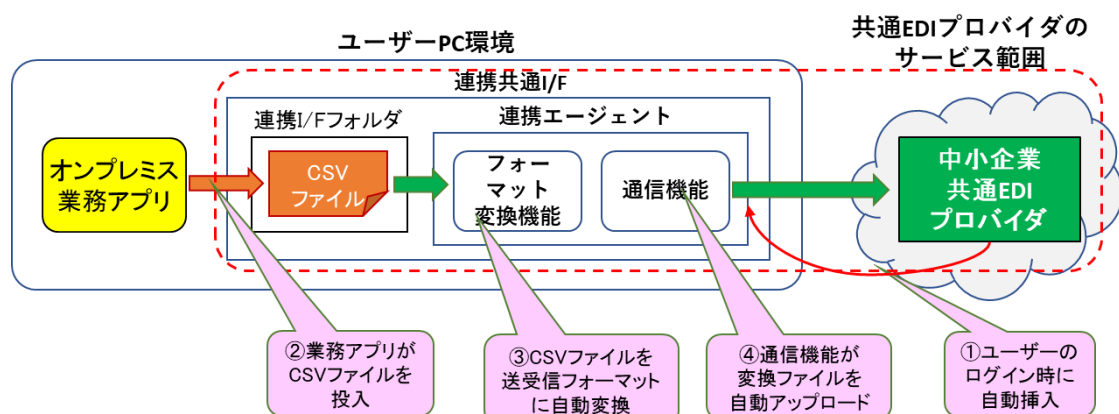 共通EDIプロバイダの
サービス範囲
ユーザーPC環境
連携共通I/F
連携I/Fフォルダ
連携エージェント
オンプレミス
業務アプリ
CSV
ファイル
フォー
マット
変換機能
通信機能
中小企業
共通EDI
プロバイダ
②業務アプリが
CSVファイルを
投入
③CSVファイルを
送受信フォーマット
に自動変換
④通信機能が
変換ファイルを
自動アップロード
①ユーザーの
ログイン時に
自動挿入